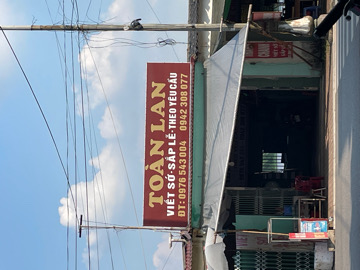 TOÀN LAN
VIẾT SỚ·SẮP LỄ·THEO YÊU CẦU
ĐT: 0976 543 004 0942 308 077